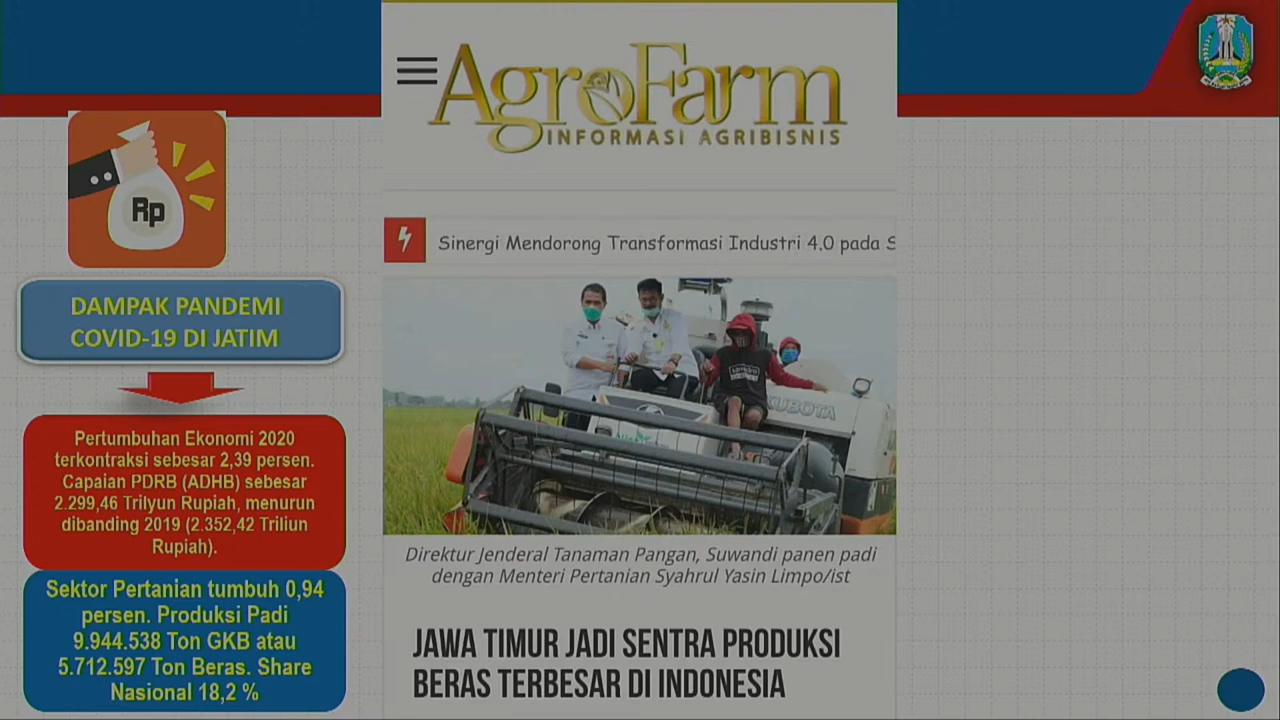 AgroFarm
INFORMASI AGRIBISNIS
Rp
Sinergi Mendorong Transformasi Industri 4.0 pada S
DAMPAK PANDEMI
COVID-19 DI JATIM
KUBOTA
Pertumbuhan Ekonomi 2020
terkontraksi sebesar 2,39 persen.
Capaian PDRB (ADHB) sebesar
2.299,46 Trilyun Rupiah, menurun
dibanding 2019 (2.352,42 Triliun
Rupiah).
Sektor Pertanian tumbuh 0,94
persen. Produksi Padi
9.944.538 Ton GKB atau
5.712.597 Ton Beras. Share
Nasional 18,2 %
Direktur Jenderal Tanaman Pangan, Suwandi panen padi
dengan Menteri Pertanian Syahrul Yasin Limpo/ist
JAWA TIMUR JADI SENTRA PRODUKSI
BERAS TERBESAR DI INDONESIA